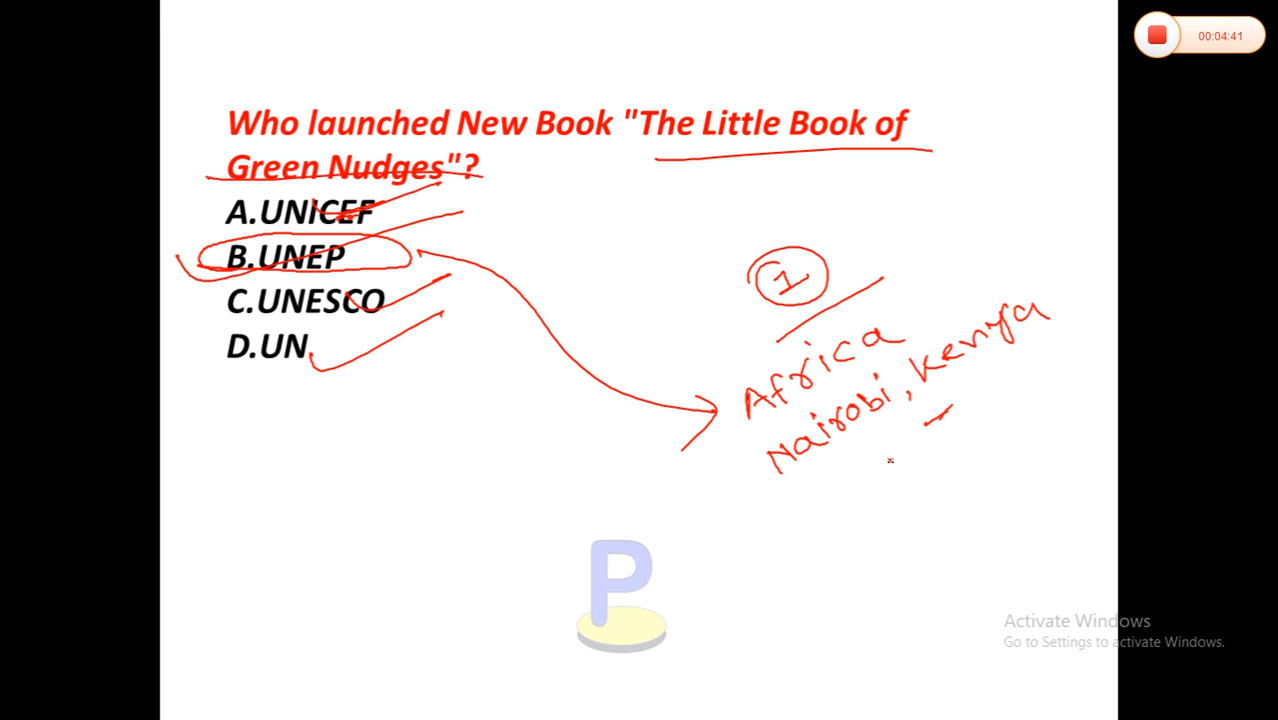 00:04:41
Who launched New Book "The Little Book of
Green Nudges"?
A.UNICEF
B.UNEP
C.UNESCO
D.UN
1
Africa
Nairobi, Kenya
P
Activate Windows
Go to Settings to activate Windows.